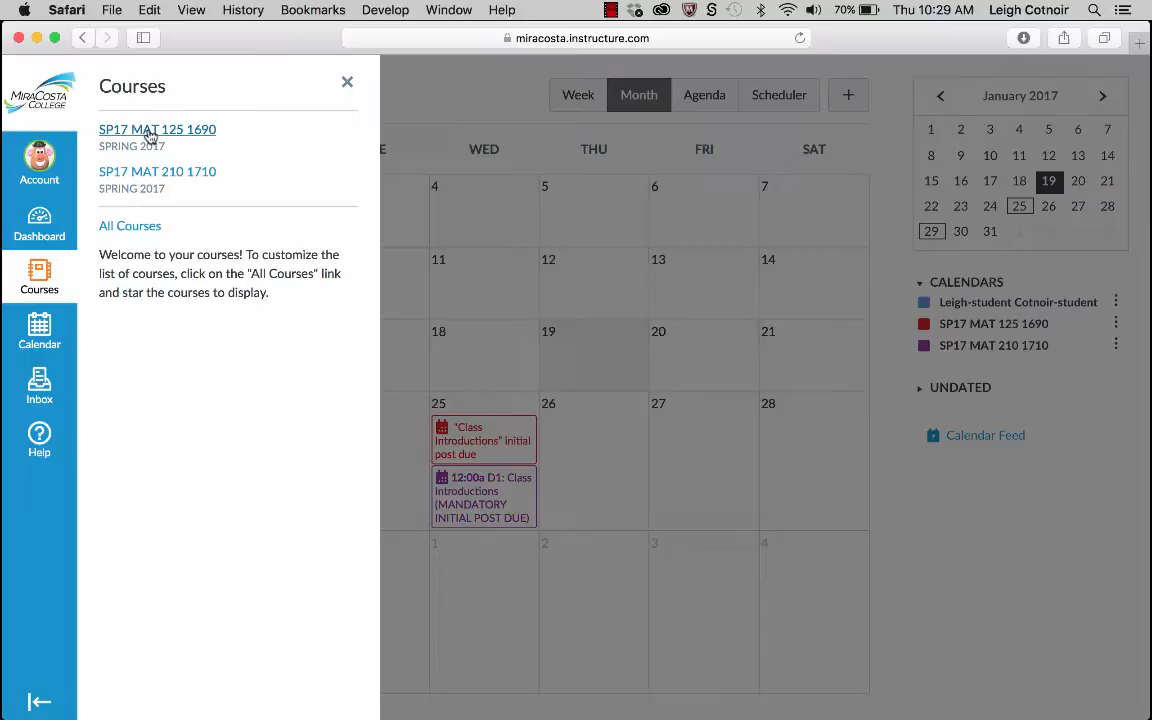 Safari File Edit View History Bookmarks Develop Window Help 70% Thu 10:29 AM Leigh Cotnoir
miracosta.instructure.com
MIRACOSTA
COLLEGE
Account
Dashboard
Courses
Calendar
Inbox
Help
Courses
SP17 MAT 125 1690
SPRING 2017
SP17 MAT 210 1710
SPRING 2017
All Courses
Welcome to your courses! To customize the
list of courses, click on the "All Courses" link
and star the courses to display.
Week Month Agenda Scheduler +
E WED THU FRI SAT
4 5 6 7
11 12 13 14
18 19 20 21
25 26 27 28
"Class
Introductions" initial
post due
12:00a D1: Class
Introductions
(MANDATORY
INITIAL POST DUE)
1 2 3 4
January 2017
1 2 3 4 5 6 7
8 9 10 11 12 13 14
15 16 17 18 19 20 21
22 23 24 25 26 27 28
29 30 31
CALENDARS
Leigh-student Cotnoir-student
SP17 MAT 125 1690
SP17 MAT 210 1710
UNDATED
Calendar Feed